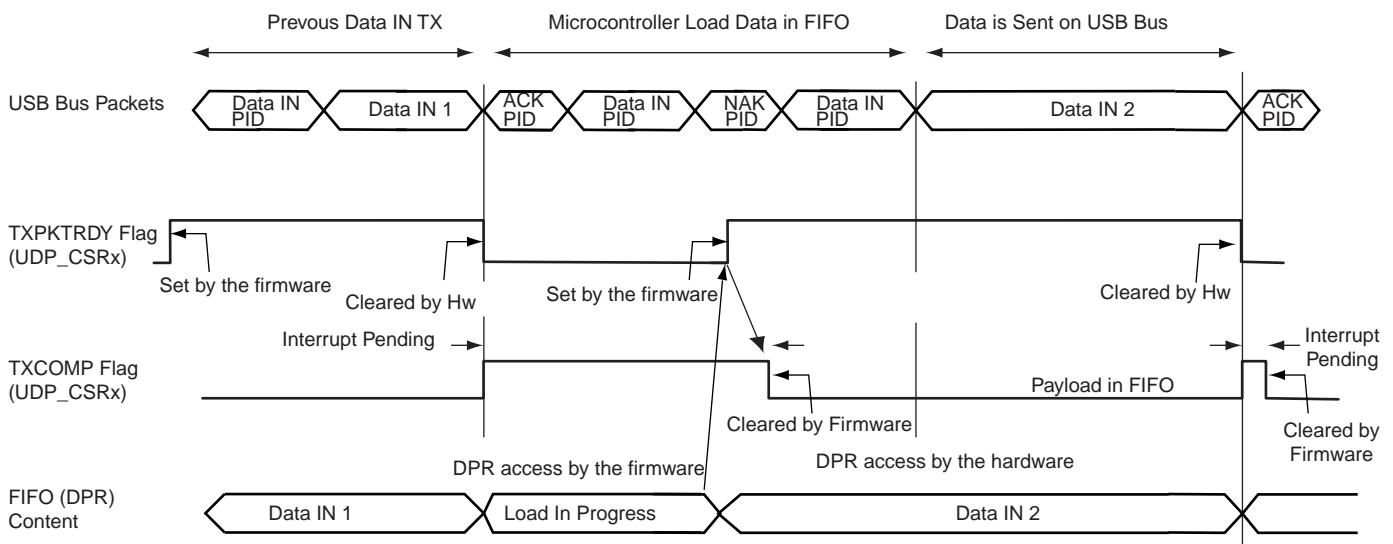 Prevous Data IN TX
Microcontroller Load Data in FIFO
Data is Sent on USB Bus
USB Bus Packets
Data IN
PID
Data IN 1
ACK
PID
Data IN
PID
NAK
PID
Data IN
PID
Data IN 2
ACK
PID
TXPKTRDY Flag
(UDP_CSRx)
Set by the firmware
Cleared by Hw
Set by the firmware
Cleared by Hw
Interrupt Pending
Interrupt
Pending
TXCOMP Flag
(UDP_CSRx)
Payload in FIFO
Cleared by Firmware
Cleared by
Firmware
DPR access by the firmware
DPR access by the hardware
FIFO (DPR)
Content
Data IN 1
Load In Progress
Data IN 2